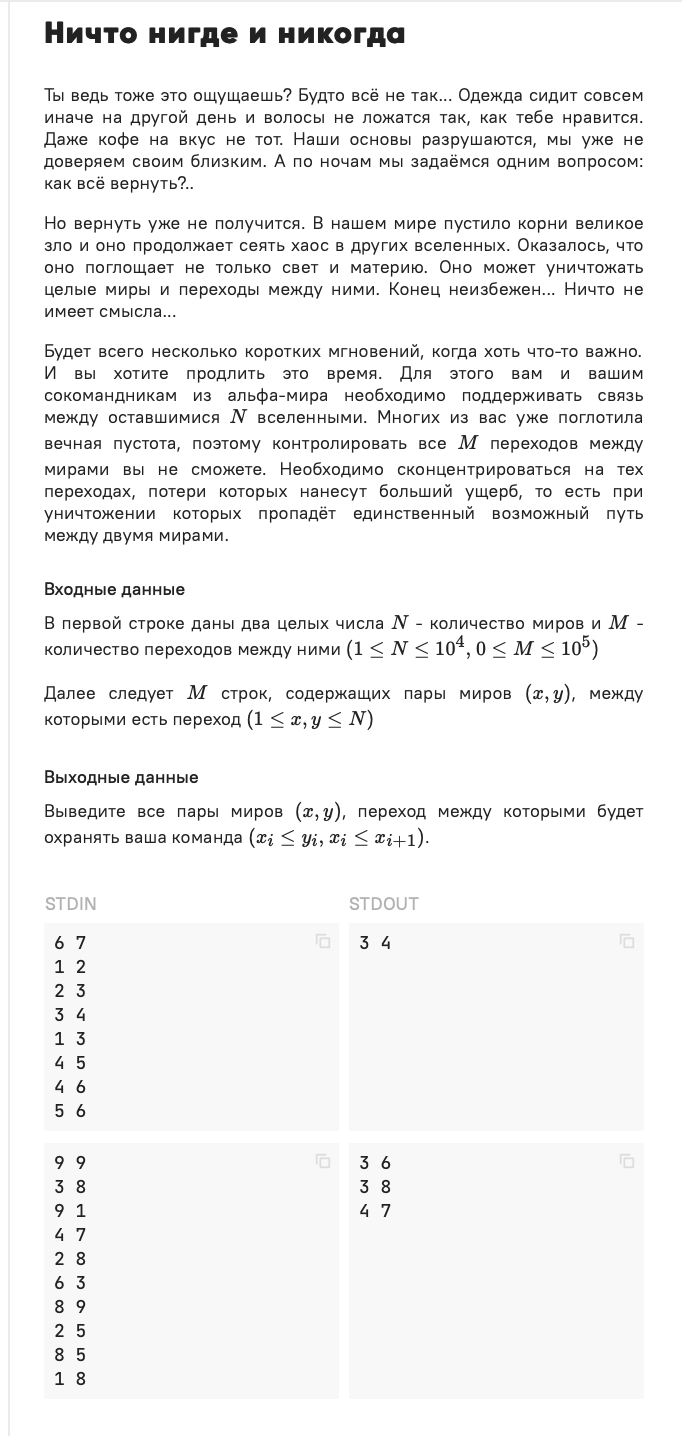 Ничто нигде и никогда
Ты ведь тоже это ощущаешь? Будто всё не так... Одежда сидит совсем
иначе на другой день и волосы не ложатся так, как тебе нравится.
Даже кофе на вкус не тот. Наши основы разрушаются, мы уже не
доверяем своим близким. А по ночам мы задаёмся одним вопросом:
как всё вернуть?..
Но вернуть уже не получится. В нашем мире пустило корни великое
зло и оно продолжает сеять хаос в других вселенных. Оказалось, что
оно поглощает не только свет и материю. Оно может уничтожать
целые миры и переходы между ними. Конец неизбежен... Ничто не
имеет смысла...
Будет всего несколько коротких мгновений, когда хоть что-то важно.
И вы хотите продлить это время. Для этого вам и вашим
сокомандникам из альфа-мира необходимо поддерживать связь
между оставшимися N вселенными. Многих из вас уже поглотила
вечная пустота, поэтому контролировать все M переходов между
мирами вы не сможете. Необходимо сконцентрироваться на тех
переходах, потери которых нанесут больший ущерб, то есть при
уничтожении которых пропадёт единственный возможный путь
между двумя мирами.
Входные данные
В первой строке даны два целых числа N - количество миров и M -
количество переходов между ними (1 ≤ N ≤ 10^4, 0 ≤ M ≤ 10^5)
Далее следует M строк, содержащих пары миров (x, y), между
которыми есть переход (1 ≤ x, y ≤ N)
Выходные данные
Выведите все пары миров (x, y), переход между которыми будет
охранять ваша команда (x_i ≤ y_i, x_i ≤ x_{i+1}).
STDIN
6 7
1 2
2 3
3 4
1 3
4 5
4 6
5 6
STDOUT
3 4
9 9
3 8
9 1
4 7
2 8
6 3
8 9
2 5
8 5
1 8
3 6
3 8
4 7